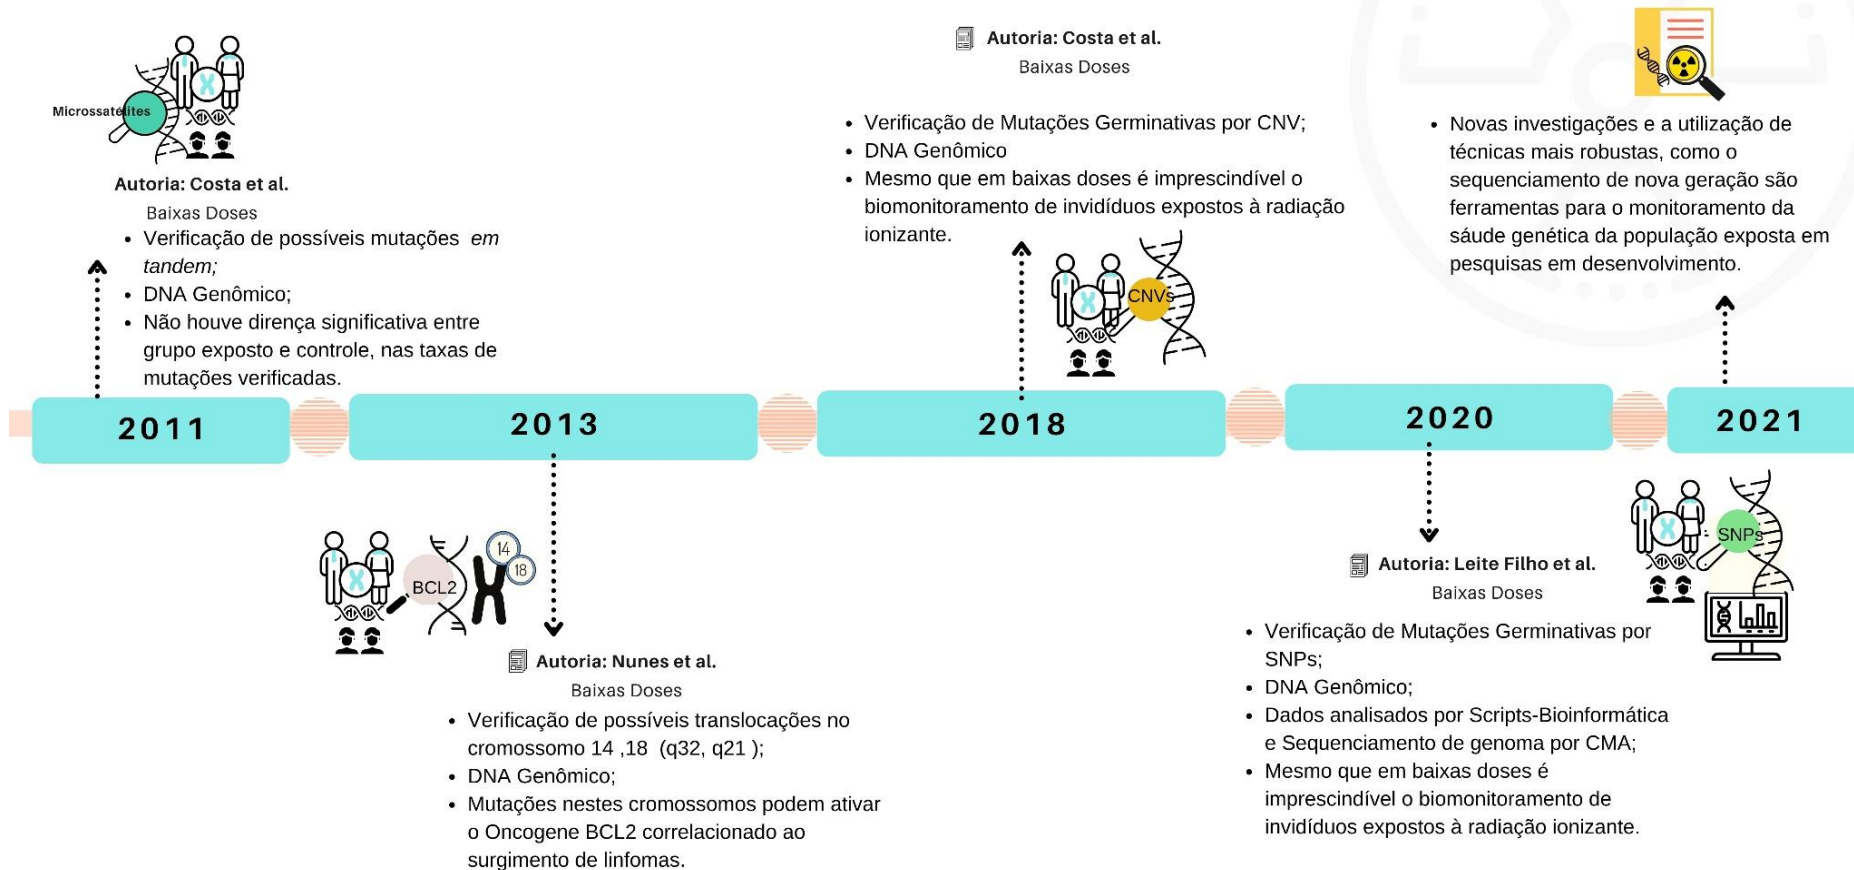 Microssatélites
Autoria: Costa et al.
Baixas Doses
• Verificação de possíveis mutações em
tandem;
• DNA Genômico;
• Não houve dirença significativa entre
grupo exposto e controle, nas taxas de
mutações verificadas.
2011
2013
BCL2
14
18
Autoria: Nunes et al.
Baixas Doses
• Verificação de possíveis translocações no
cromossomo 14 ,18 (q32, q21 );
• DNA Genômico;
• Mutações nestes cromossomos podem ativar
o Oncogene BCL2 correlacionado ao
surgimento de linfomas.
Autoria: Costa et al.
Baixas Doses
• Verificação de Mutações Germinativas por CNV;
• DNA Genômico
• Mesmo que em baixas doses é imprescindível o
biomonitoramento de invidíduos expostos à radiação
ionizante.
CNVs
2018
2020
Autoria: Leite Filho et al.
Baixas Doses
• Verificação de Mutações Germinativas por
SNPs;
• DNA Genômico;
• Dados analisados por Scripts-Bioinformática
e Sequenciamento de genoma por CMA;
• Mesmo que em baixas doses é
imprescindível o biomonitoramento de
invidíduos expostos à radiação ionizante.
SNPs
• Novas investigações e a utilização de
técnicas mais robustas, como o
sequenciamento de nova geração são
ferramentas para o monitoramento da
sáude genética da população exposta em
pesquisas em desenvolvimento.
2021